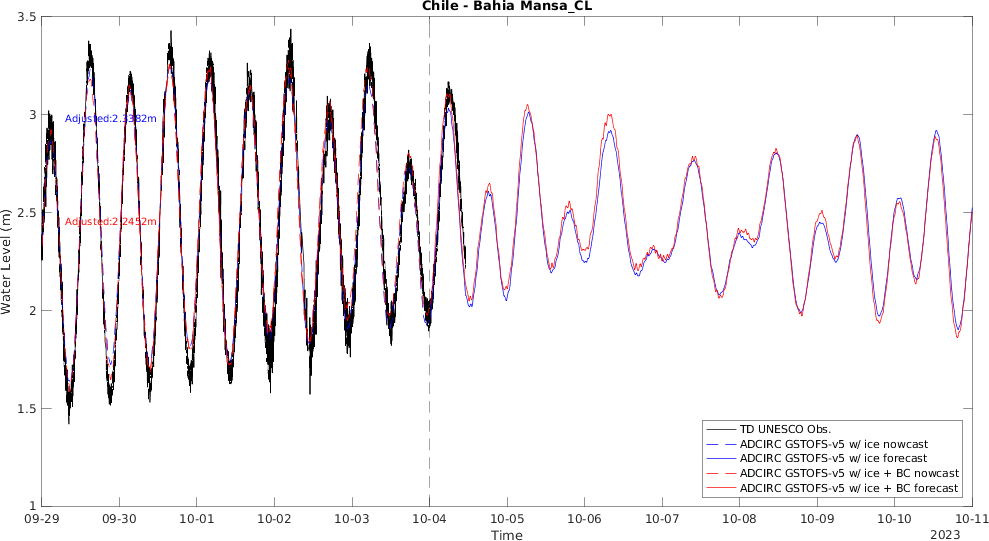 Chile - Bahia Mansa_CL
3.5
3
2.5
2
1.5
1
Water Level (m)
Adjusted:2.3382m
Adjusted:2.2452m
TD UNESCO Obs.
ADCIRC GSTOFS-v5 w/ ice nowcast
ADCIRC GSTOFS-v5 w/ ice forecast
ADCIRC GSTOFS-v5 w/ ice + BC nowcast
ADCIRC GSTOFS-v5 w/ ice + BC forecast
09-29 09-30 10-01 10-02 10-03 10-04 10-05 10-06 10-07 10-08 10-09 10-10 10-11
Time
2023